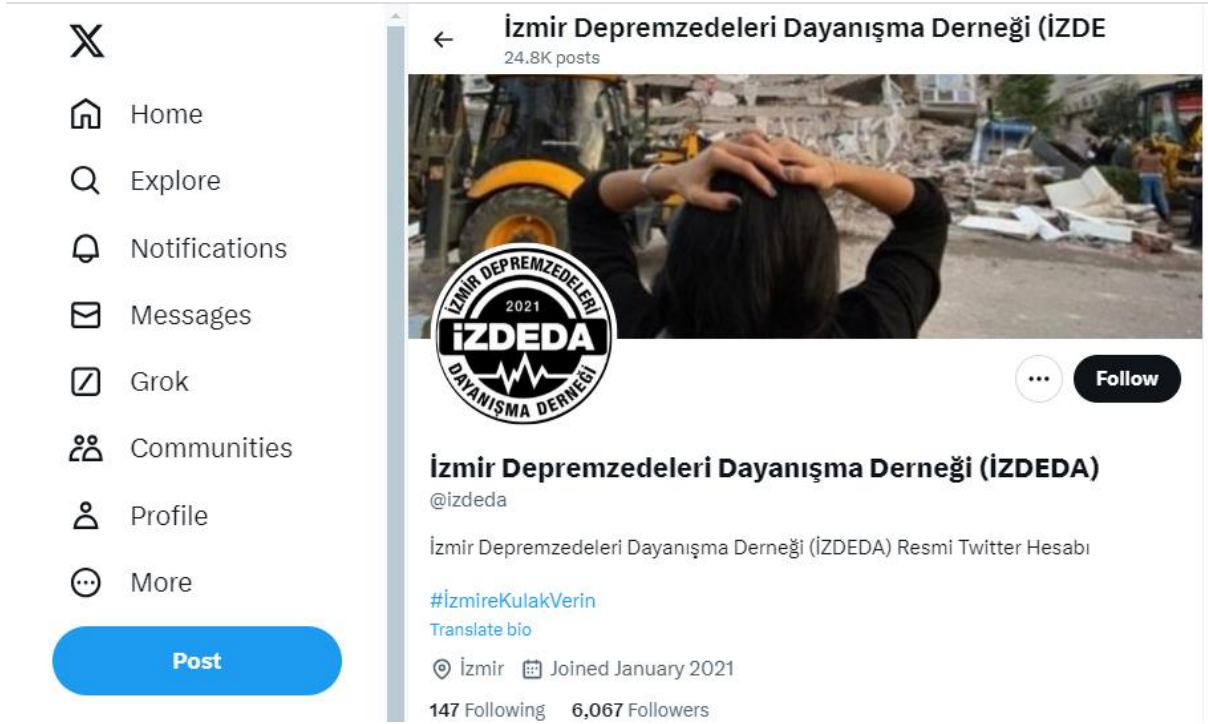 Home
Explore
Notifications
Messages
Grok
Communities
Profile
More
Post
İzmir Depremzedeleri Dayanışma Derneği (İZDE
24.8K posts
İZMİR DEPREMZEDELERİ
2021
İZDEDA
DAYANIŞMA DERNEĞİ
Follow
İzmir Depremzedeleri Dayanışma Derneği (İZDEDA)
@izdeda
İzmir Depremzedeleri Dayanışma Derneği (İZDEDA) Resmi Twitter Hesabı
#İzmireKulakVerin
Translate bio
İzmir Joined January 2021
147 Following 6,067 Followers